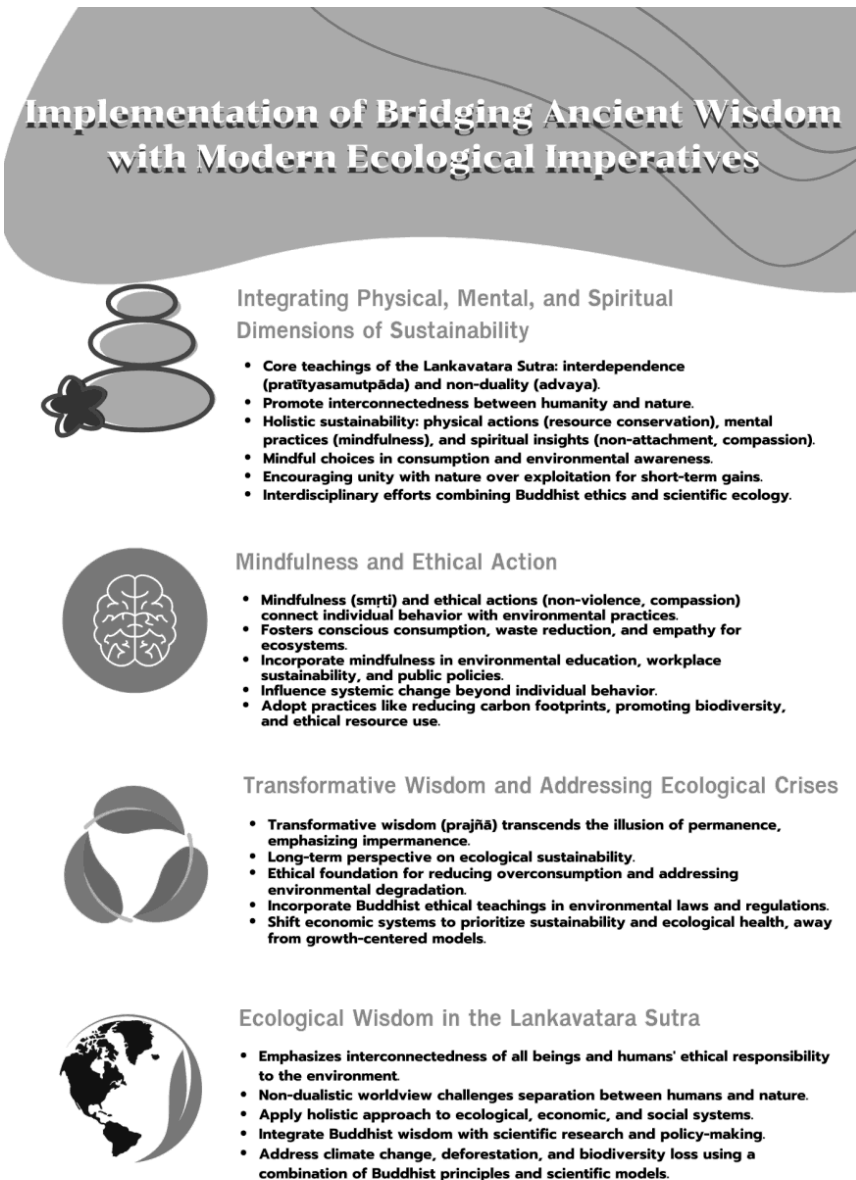 Implementation of Bridging Ancient Wisdom
with Modern Ecological Imperatives
Integrating Physical, Mental, and Spiritual
Dimensions of Sustainability
• Core teachings of the Lankavatara Sutra: interdependence
(pratītyasamutpāda) and non-duality (advaya).
• Promote interconnectedness between humanity and nature.
• Holistic sustainability: physical actions (resource conservation), mental
practices (mindfulness), and spiritual insights (non-attachment, compassion).
• Mindful choices in consumption and environmental awareness.
• Encouraging unity with nature over exploitation for short-term gains.
• Interdisciplinary efforts combining Buddhist ethics and scientific ecology.
Mindfulness and Ethical Action
• Mindfulness (smṛti) and ethical actions (non-violence, compassion)
connect individual behavior with environmental practices.
• Fosters conscious consumption, waste reduction, and empathy for
ecosystems.
• Incorporate mindfulness in environmental education, workplace
sustainability, and public policies.
• Influence systemic change beyond individual behavior.
• Adopt practices like reducing carbon footprints, promoting biodiversity,
and ethical resource use.
Transformative Wisdom and Addressing Ecological Crises
• Transformative wisdom (prajñā) transcends the illusion of permanence,
emphasizing impermanence.
• Long-term perspective on ecological sustainability.
• Ethical foundation for reducing overconsumption and addressing
environmental degradation.
• Incorporate Buddhist ethical teachings in environmental laws and regulations.
• Shift economic systems to prioritize sustainability and ecological health, away
from growth-centered models.
Ecological Wisdom in the Lankavatara Sutra
• Emphasizes interconnectedness of all beings and humans' ethical responsibility
to the environment.
• Non-dualistic worldview challenges separation between humans and nature.
• Apply holistic approach to ecological, economic, and social systems.
• Integrate Buddhist wisdom with scientific research and policy-making.
• Address climate change, deforestation, and biodiversity loss using a
combination of Buddhist principles and scientific models.